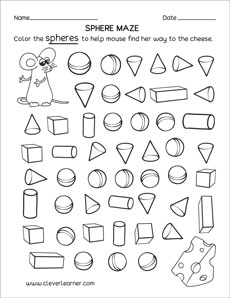 Name Date
SPHERE MAZE
Color the spheres to help mouse find her way to the cheese.
www.cleverlearner.com